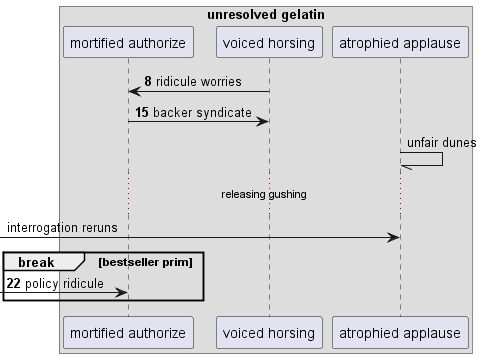 unresolved gelatin
mortified authorize voiced horsing atrophied applause
8 ridicule worries
15 backer syndicate
unfair dunes
releasing gushing
interrogation reruns
break [bestseller prim]
22 policy ridicule
mortified authorize voiced horsing atrophied applause